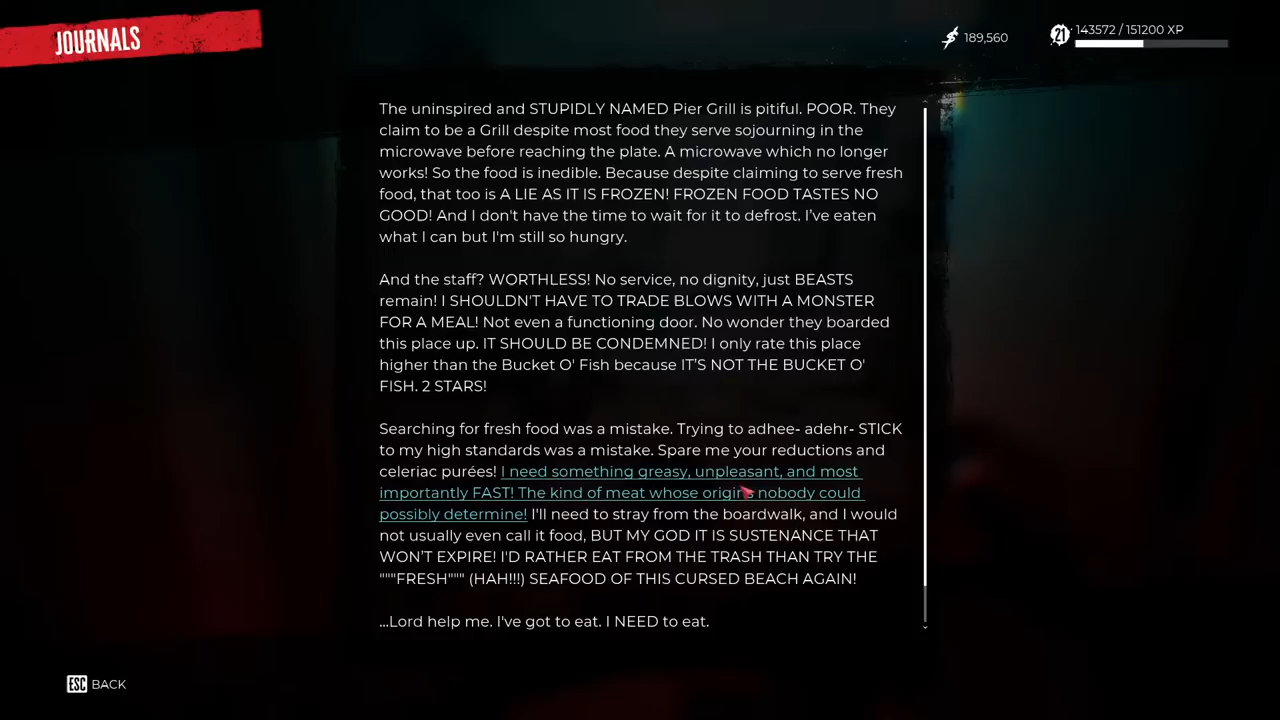 JOURNALS
189,560
21
143572 / 151200 XP
The uninspired and STUPIDLY NAMED Pier Grill is pitiful. POOR. They
claim to be a Grill despite most food they serve sojourning in the
microwave before reaching the plate. A microwave which no longer
works! So the food is inedible. Because despite claiming to serve fresh
food, that too is A LIE AS IT IS FROZEN! FROZEN FOOD TASTES NO
GOOD! And I don't have the time to wait for it to defrost. I've eaten
what I can but I'm still so hungry.
And the staff? WORTHLESS! No service, no dignity, just BEASTS
remain! I SHOULDN'T HAVE TO TRADE BLOWS WITH A MONSTER
FOR A MEAL! Not even a functioning door. No wonder they boarded
this place up. IT SHOULD BE CONDEMNED! I only rate this place
higher than the Bucket O' Fish because IT'S NOT THE BUCKET O'
FISH. 2 STARS!
Searching for fresh food was a mistake. Trying to adhee- adehr- STICK
to my high standards was a mistake. Spare me your reductions and
celeriac purées! I need something greasy, unpleasant, and most
importantly FAST! The kind of meat whose origins nobody could
possibly determine! I'll need to stray from the boardwalk, and I would
not usually even call it food, BUT MY GOD IT IS SUSTENANCE THAT
WON'T EXPIRE! I'D RATHER EAT FROM THE TRASH THAN TRY THE
"""FRESH""" (HAH!!!) SEAFOOD OF THIS CURSED BEACH AGAIN!
...Lord help me. I've got to eat. I NEED to eat.
ESC BACK